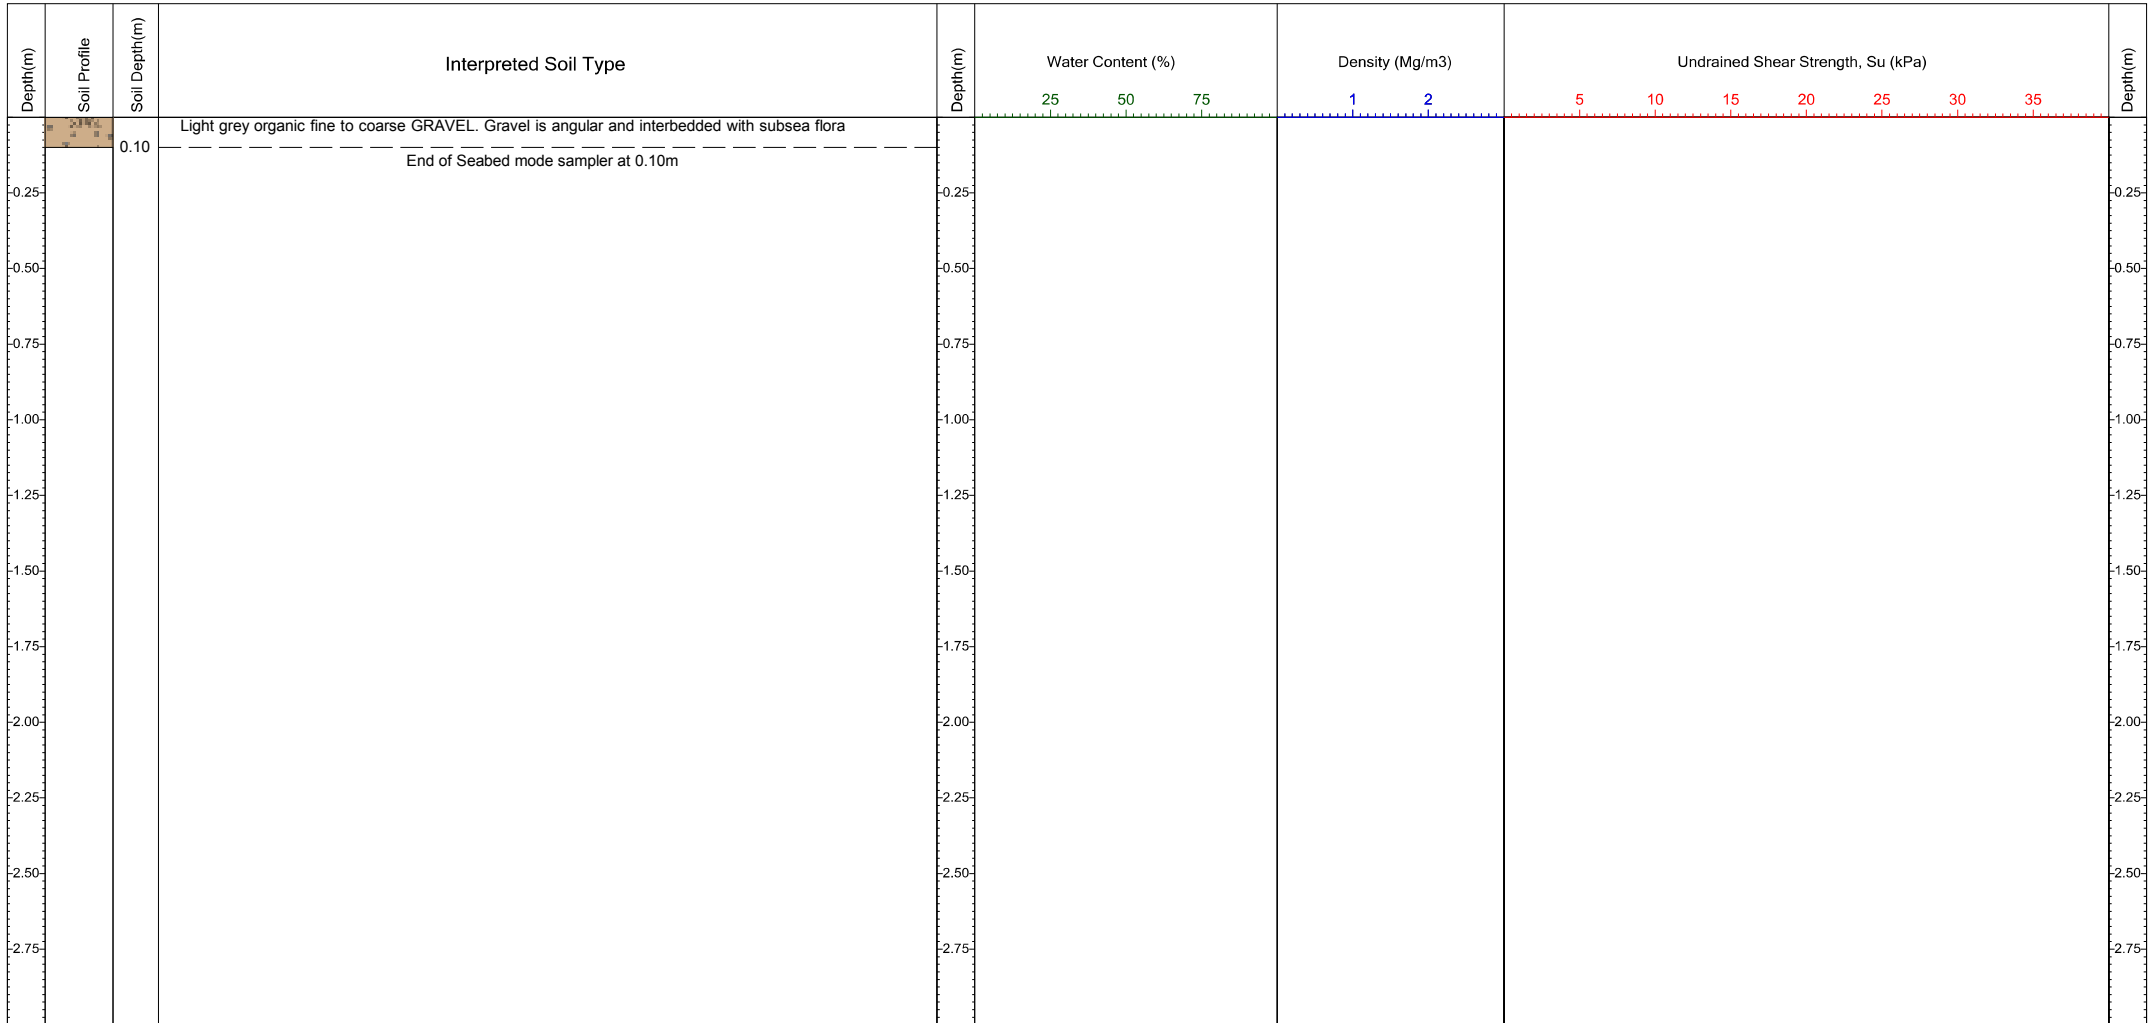 Depth(m)
Soil Profile
Soil Depth(m)
Interpreted Soil Type
Depth(m)
Water Content (%)
25 50 75
Density (Mg/m3)
1 2
Undrained Shear Strength, Su (kPa)
5 10 15 20 25 30 35
Depth(m)
Light grey organic fine to coarse GRAVEL. Gravel is angular and interbedded with subsea flora
0.10
End of Seabed mode sampler at 0.10m
0.25 0.25 0.25
0.50 0.50 0.50
0.75 0.75 0.75
1.00 1.00 1.00
1.25 1.25 1.25
1.50 1.50 1.50
1.75 1.75 1.75
2.00 2.00 2.00
2.25 2.25 2.25
2.50 2.50 2.50
2.75 2.75 2.75